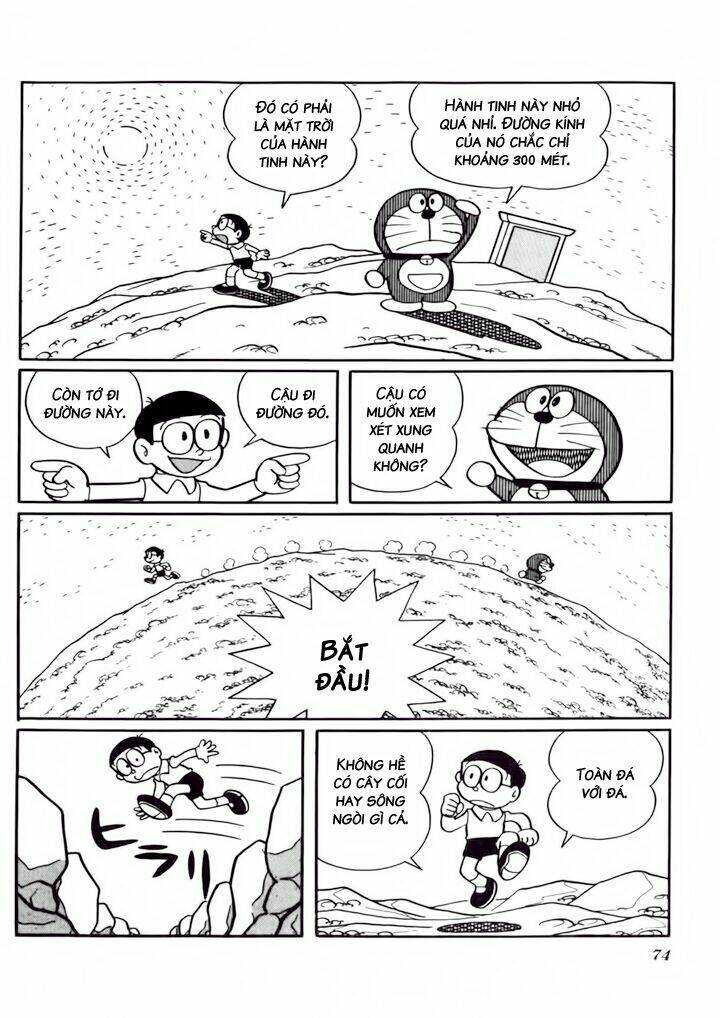 HÀNH TINH NÀY NHỎ
QUÁ NHỈ. ĐƯỜNG KÍNH
CỦA NÓ CHẮC CHỈ
KHOẢNG 300 MÉT.
ĐÓ CÓ PHẢI
LÀ MẶT TRỜI
CỦA HÀNH
TINH NÀY?
CẬU CÓ
MUỐN XEM
XÉT XUNG
QUANH
KHÔNG?
CẬU ĐI
ĐƯỜNG ĐÓ.
CÒN TỚ ĐI
ĐƯỜNG NÀY.
BẮT
ĐẦU!
TOÀN ĐÁ
VỚI ĐÁ.
KHÔNG HỀ
CÓ CÂY CỐI
HAY SÔNG
NGÒI GÌ CẢ.
ヒラリ
74